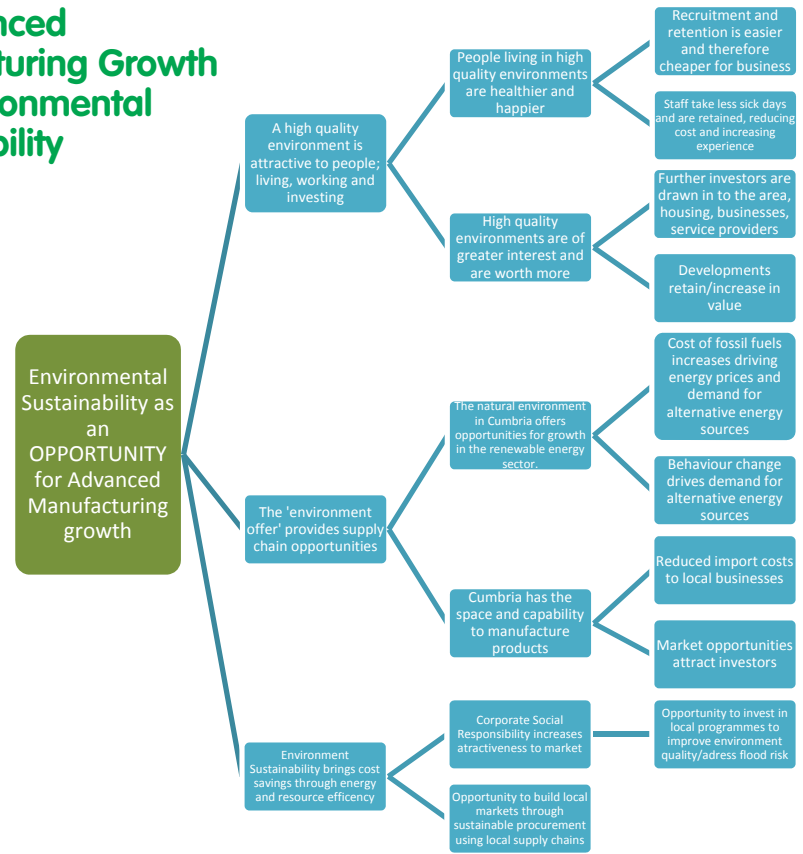 nced
turing Growth
onmental
bility
Environmental
Sustainability as
an
OPPORTUNITY
for Advanced
Manufacturing
growth
A high quality
environment is
attractive to people;
living, working and
investing
People living in high
quality environments
are healthier and
happier
Recruitment and
retention is easier
and therefore
cheaper for business
Staff take less sick days
and are retained, reducing
cost and increasing
experience
High quality
environments are of
greater interest and
are worth more
Further investors are
drawn in to the area,
housing, businesses,
service providers
Developments
retain/increase in
value
The 'environment
offer' provides supply
chain opportunities
The natural environment
in Cumbria offers
opportunities for growth
in the renewable energy
sector.
Cost of fossil fuels
increases driving
energy prices and
demand for
alternative energy
sources
Behaviour change
drives demand for
alternative energy
sources
Cumbria has the
space and capability
to manufacture
products
Reduced import costs
to local businesses
Market opportunities
attract investors
Environment
Sustainability brings cost
savings through energy
and resource efficency
Corporate Social
Responsibility increases
atractiveness to market
Opportunity to invest in
local programmes to
improve environment
quality/adress flood risk
Opportunity to build local
markets through
sustainable procurement
using local supply chains